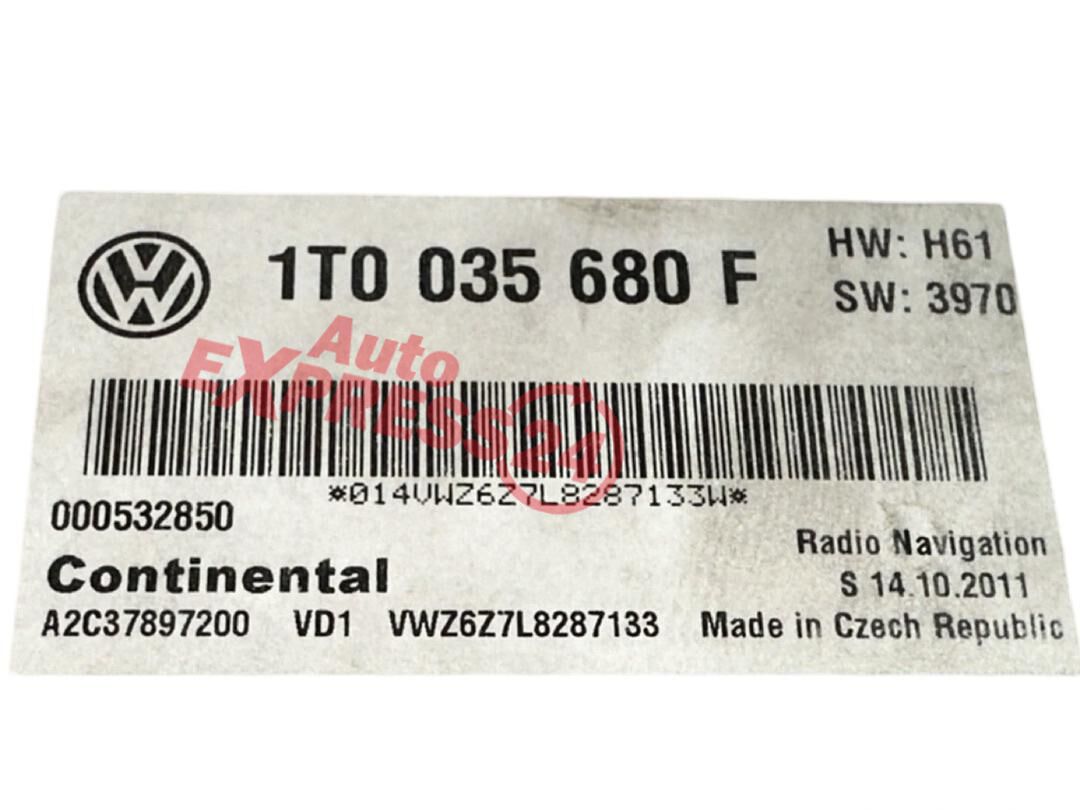 1T0 035 680 F
HW: H61
SW: 3970
Auto
EXPRESS24
*014VWZ6Z7L8287133W*
000532850
Radio Navigation
Continental
S 14.10.2011
A2C37897200 VD1 VWZ6Z7L8287133 Made in Czech Republic